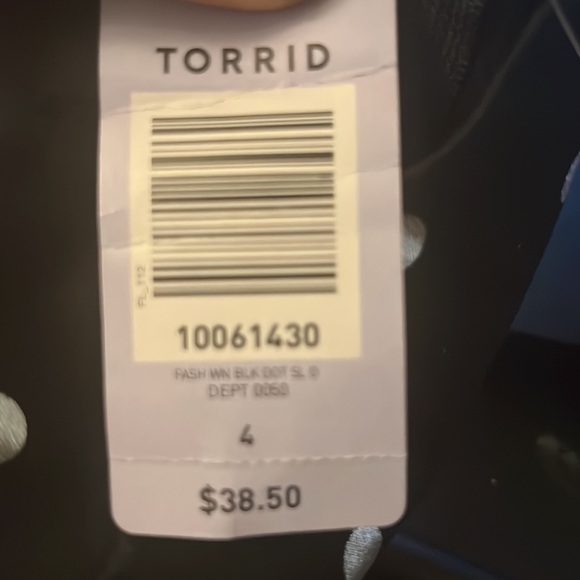 TORRID
10061430
FASH WN BLK DOT SL 0
DEPT 0050
4
$38.50